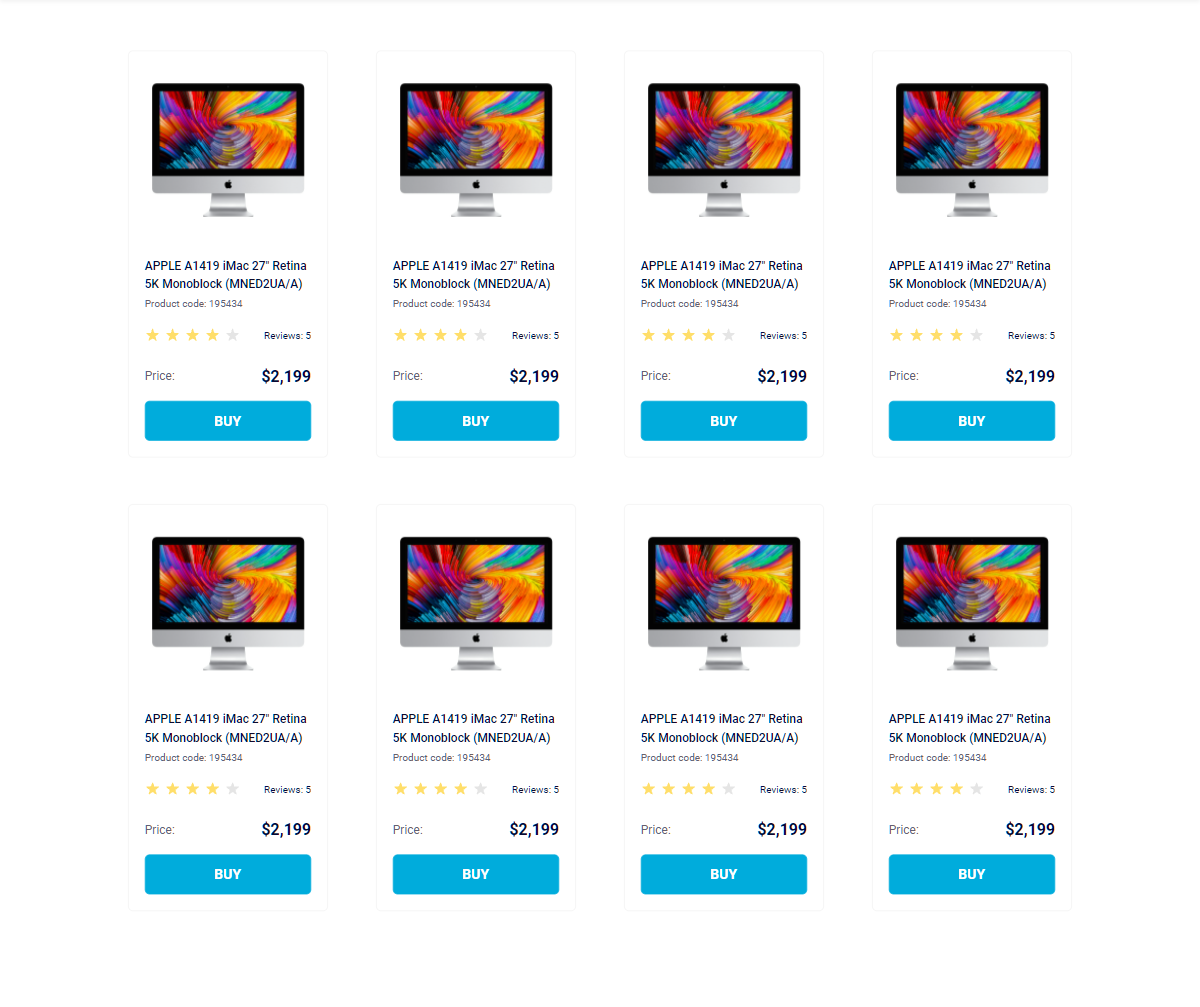 APPLE A1419 iMac 27" Retina
5K Monoblock (MNED2UA/A)
Product code: 195434
Reviews: 5
Price:
$2,199
BUY
APPLE A1419 iMac 27" Retina
5K Monoblock (MNED2UA/A)
Product code: 195434
Reviews: 5
Price:
$2,199
BUY
APPLE A1419 iMac 27" Retina
5K Monoblock (MNED2UA/A)
Product code: 195434
Reviews: 5
Price:
$2,199
BUY
APPLE A1419 iMac 27" Retina
5K Monoblock (MNED2UA/A)
Product code: 195434
Reviews: 5
Price:
$2,199
BUY
APPLE A1419 iMac 27" Retina
5K Monoblock (MNED2UA/A)
Product code: 195434
Reviews: 5
Price:
$2,199
BUY
APPLE A1419 iMac 27" Retina
5K Monoblock (MNED2UA/A)
Product code: 195434
Reviews: 5
Price:
$2,199
BUY
APPLE A1419 iMac 27" Retina
5K Monoblock (MNED2UA/A)
Product code: 195434
Reviews: 5
Price:
$2,199
BUY
APPLE A1419 iMac 27" Retina
5K Monoblock (MNED2UA/A)
Product code: 195434
Reviews: 5
Price:
$2,199
BUY